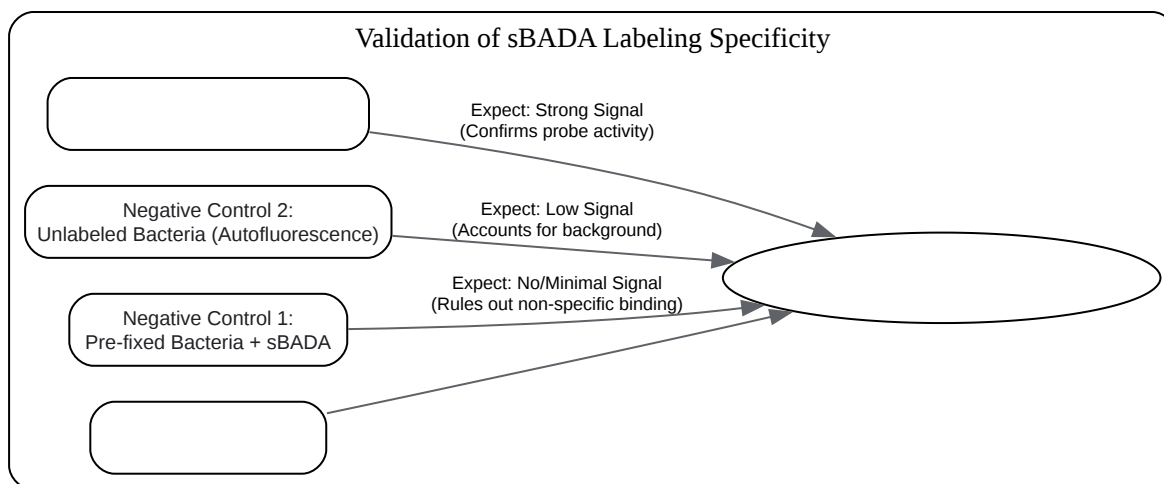 Validation of sBADA Labeling Specificity
Expect: Strong Signal
(Confirms probe activity)
Negative Control 2:
Unlabeled Bacteria (Autofluorescence)
Expect: Low Signal
(Accounts for background)
Expect: No/Minimal Signal
(Rules out non-specific binding)
Negative Control 1:
Pre-fixed Bacteria + sBADA